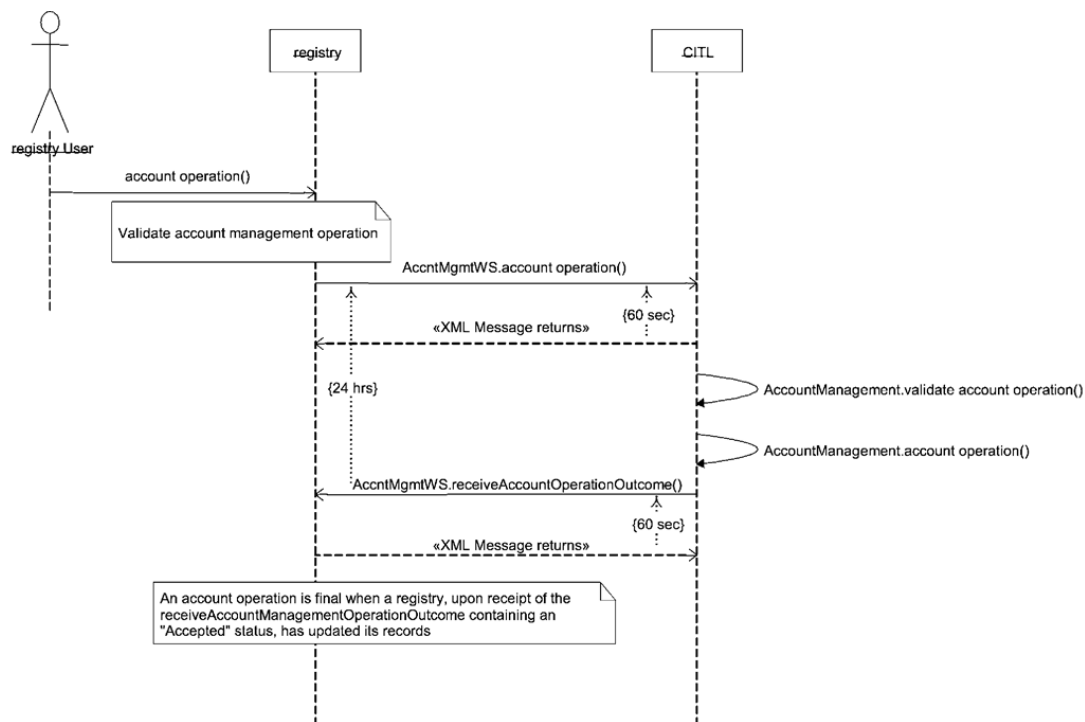 registry
CITL
registry User
account operation()
Validate account management operation
AccntMgmtWS.account operation()
{60 sec}
«XML Message returns»
{24 hrs}
AccountManagement.validate account operation()
AccountManagement.account operation()
AccntMgmtWS.receiveAccountOperationOutcome()
{60 sec}
«XML Message returns»
An account operation is final when a registry, upon receipt of the
receiveAccountManagementOperationOutcome containing an
"Accepted" status, has updated its records